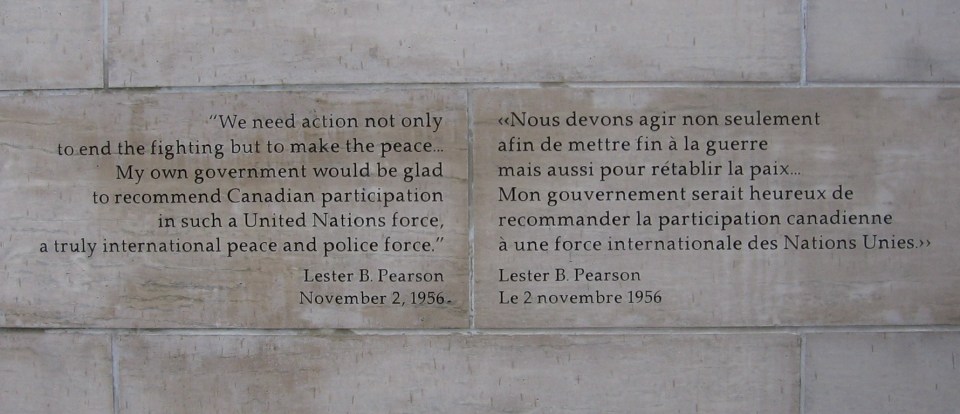 “We need action not only
to end the fighting but to make the peace...
My own government would be glad
to recommend Canadian participation
in such a United Nations force,
a truly international peace and police force.”
Lester B. Pearson
November 2, 1956
‹‹Nous devons agir non seulement
afin de mettre fin à la guerre
mais aussi pour rétablir la paix...
Mon gouvernement serait heureux de
recommander la participation canadienne
à une force internationale des Nations Unies.››
Lester B. Pearson
Le 2 novembre 1956